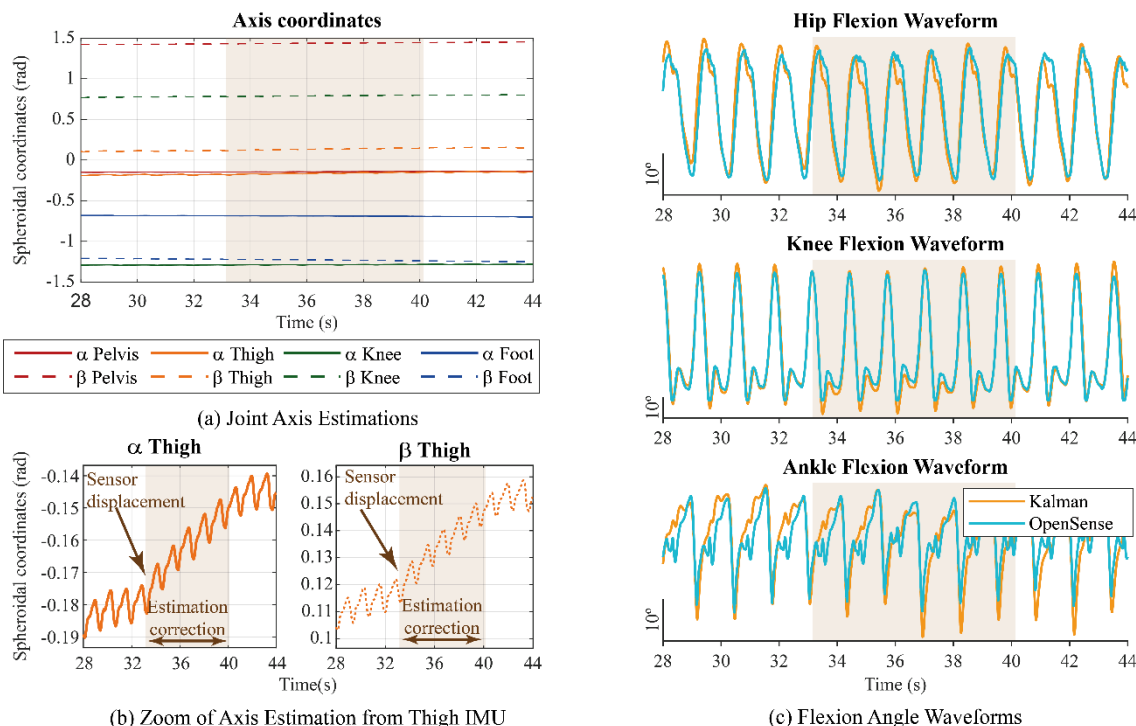 Axis coordinates
Spheroidal coordinates (rad)
1.5
1
0.5
0
-0.5
-1
-1.5
28 30 32 34 36 38 40 42 44
Time (s)
α Pelvis α Thigh α Knee α Foot
β Pelvis β Thigh β Knee β Foot
(a) Joint Axis Estimations
α Thigh
Spheroidal coordinates (rad)
-0.14
-0.15
-0.16
-0.17
-0.18
-0.19
Sensor
displacement
Estimation
correction
28 32 36 40 44
β Thigh
0.16
0.15
0.14
0.13
0.12
0.11
0.1
Sensor
displacement
Estimation
correction
28 32 36 40 44
Time(s)
(b) Zoom of Axis Estimation from Thigh IMU
Hip Flexion Waveform
10º
28 30 32 34 36 38 40 42 44
Knee Flexion Waveform
10º
28 30 32 34 36 38 40 42 44
Ankle Flexion Waveform
Kalman
OpenSense
10º
28 30 32 34 36 38 40 42 44
Time (s)
(c) Flexion Angle Waveforms